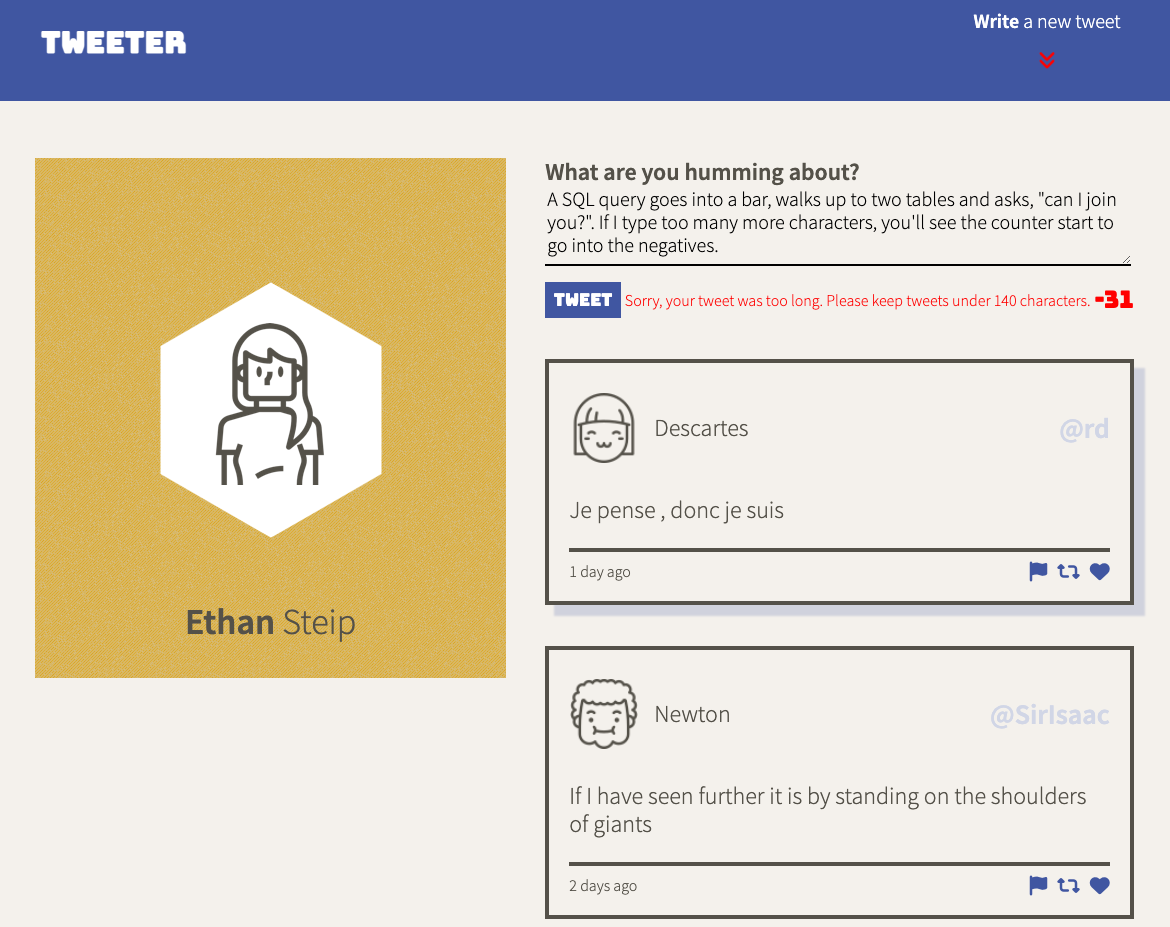 TWEETER
Write a new tweet
Ethan Steip
What are you humming about?
A SQL query goes into a bar, walks up to two tables and asks, "can I join
you?". If I type too many more characters, you'll see the counter start to
go into the negatives.
TWEET Sorry, your tweet was too long. Please keep tweets under 140 characters. -31
Descartes @rd
Je pense , donc je suis
1 day ago
Newton @SirIsaac
If I have seen further it is by standing on the shoulders
of giants
2 days ago